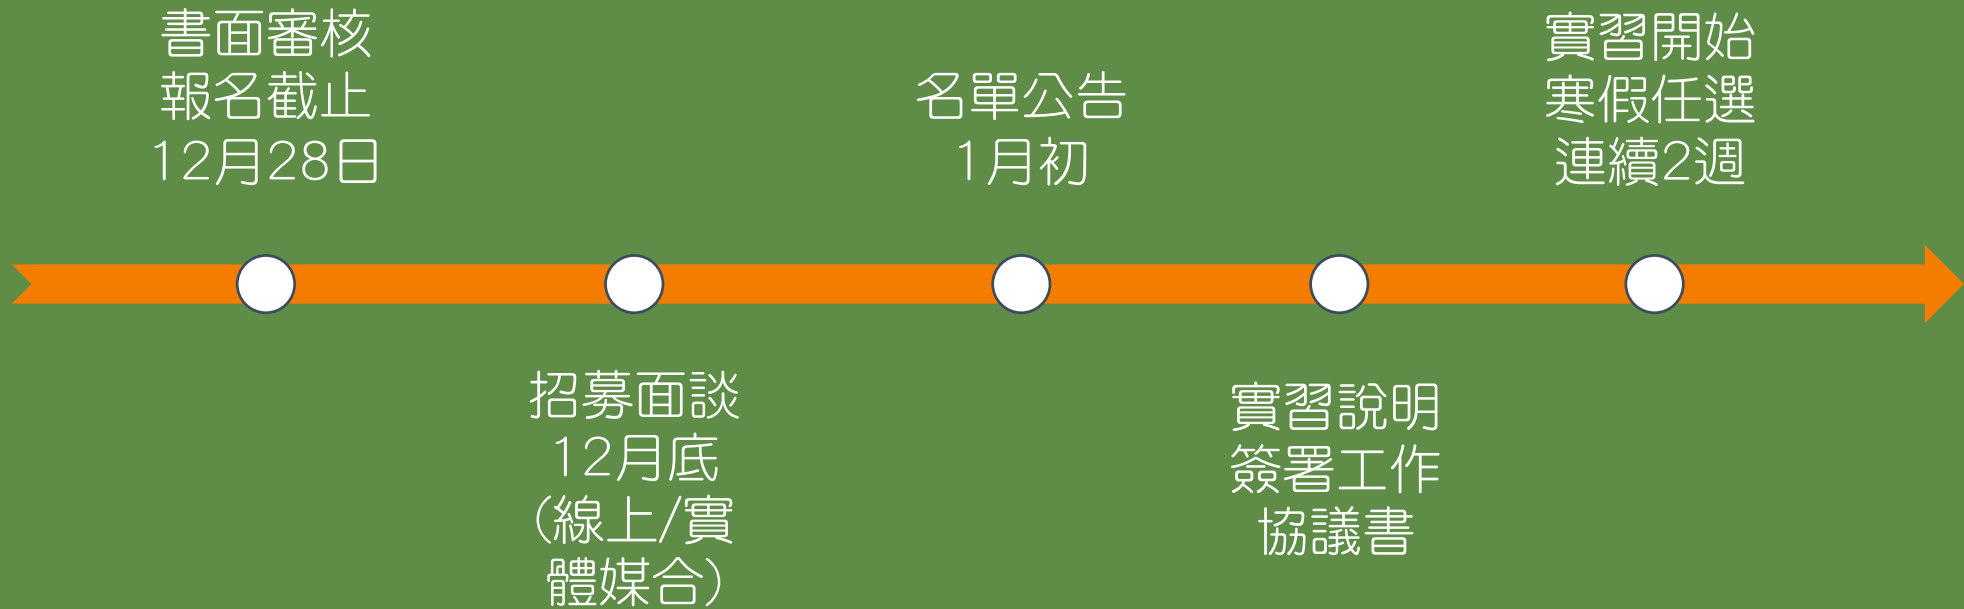 書面審核
報名截止
12月28日
招募面談
12月底
(線上/實
體媒合)
名單公告
1月初
實習說明
簽署工作
協議書
實習開始
寒假任選
連續2週